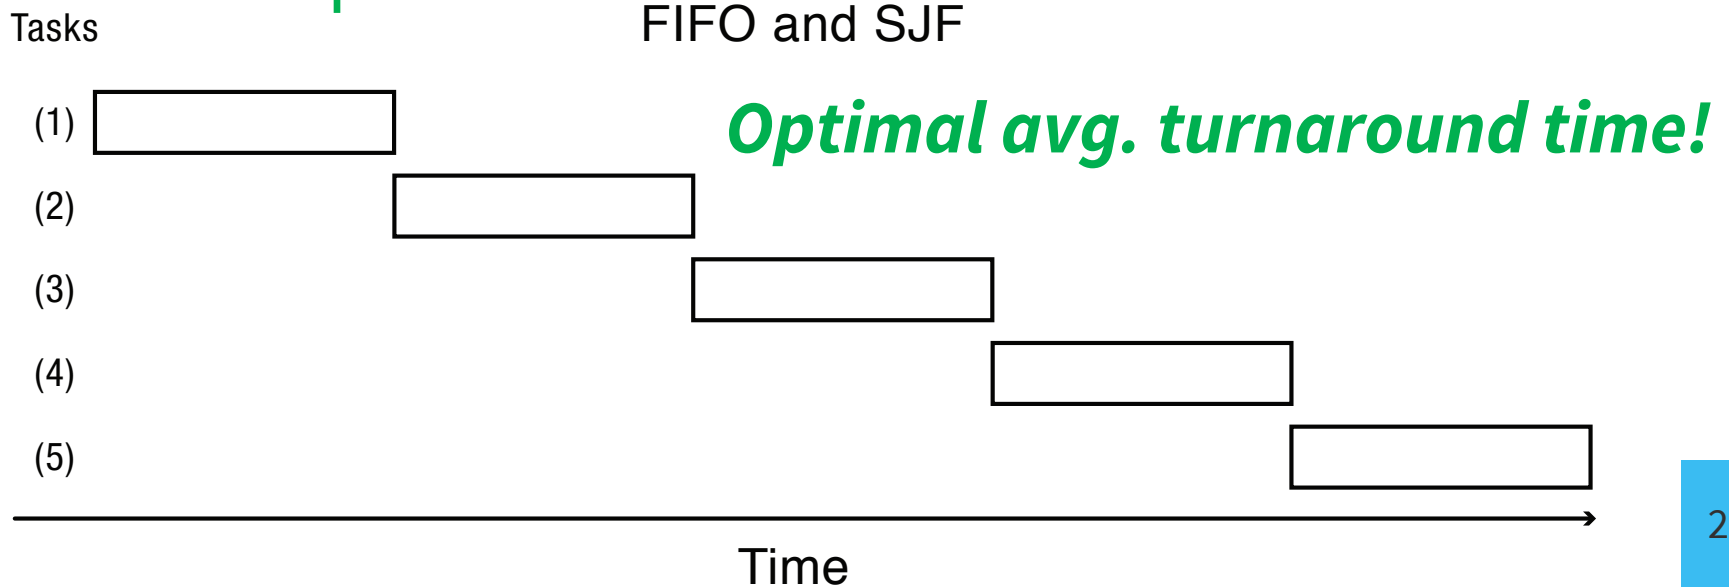 Tasks
FIFO and SJF
(1)
Optimal avg. turnaround time!
(2)
(3)
(4)
(5)
2
Time